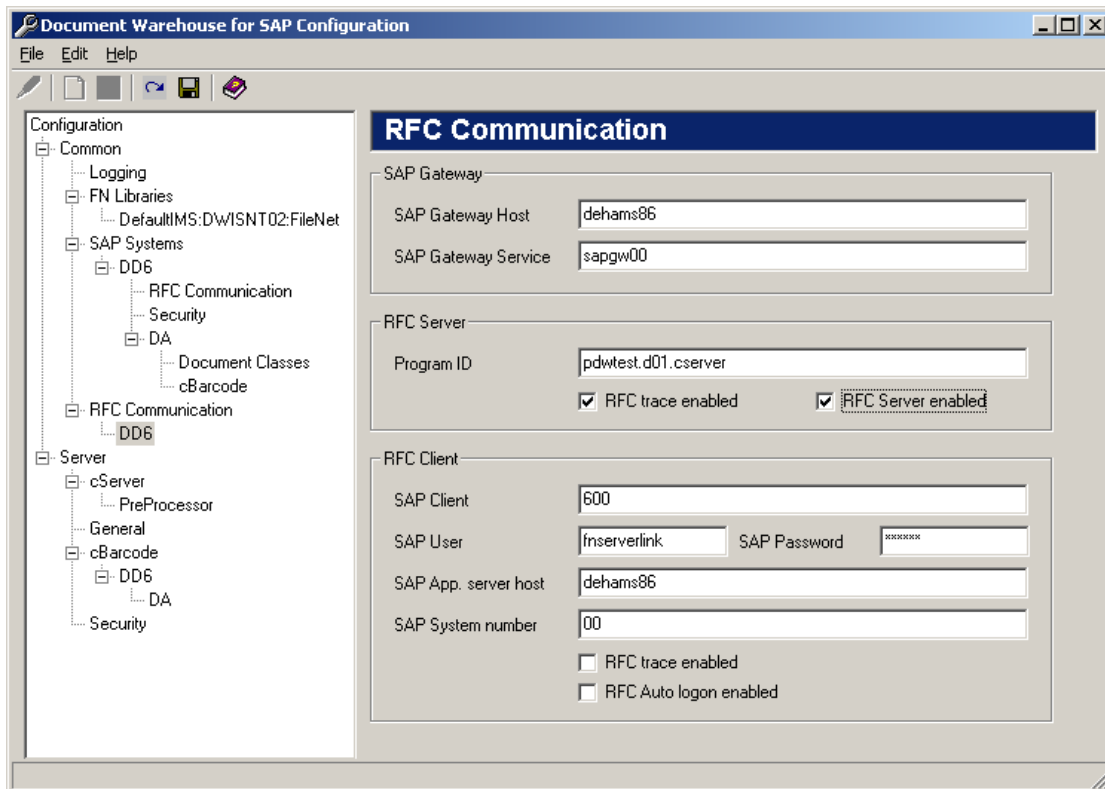 Document Warehouse for SAP Configuration
File Edit Help
Configuration
Common
Logging
FN Libraries
DefaultIMS:DWISNT02:FileNet
SAP Systems
DD6
RFC Communication
Security
DA
Document Classes
cBarcode
RFC Communication
DD6
Server
cServer
PreProcessor
General
cBarcode
DD6
DA
Security
RFC Communication
SAP Gateway
SAP Gateway Host dehams86
SAP Gateway Service sapgw00
RFC Server
Program ID pdwtest.d01.cserver
RFC trace enabled RFC Server enabled
RFC Client
SAP Client 600
SAP User fnserverlink SAP Password ******
SAP App. server host dehams86
SAP System number 00
RFC trace enabled
RFC Auto logon enabled